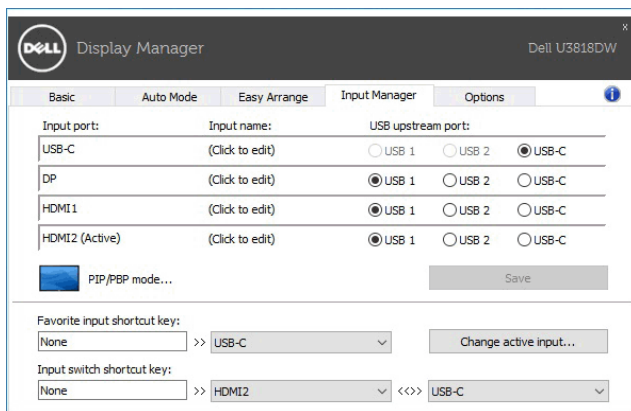 DELL Display Manager Dell U3818DW x
Basic Auto Mode Easy Arrange Input Manager Options i
Input port: Input name: USB upstream port:
USB-C (Click to edit) USB 1 USB 2 USB-C
DP (Click to edit) USB 1 USB 2 USB-C
HDMI1 (Click to edit) USB 1 USB 2 USB-C
HDMI2 (Active) (Click to edit) USB 1 USB 2 USB-C
PIP/PBP mode... Save
Favorite input shortcut key:
None >> USB-C Change active input...
Input switch shortcut key:
None >> HDMI2 <<>> USB-C